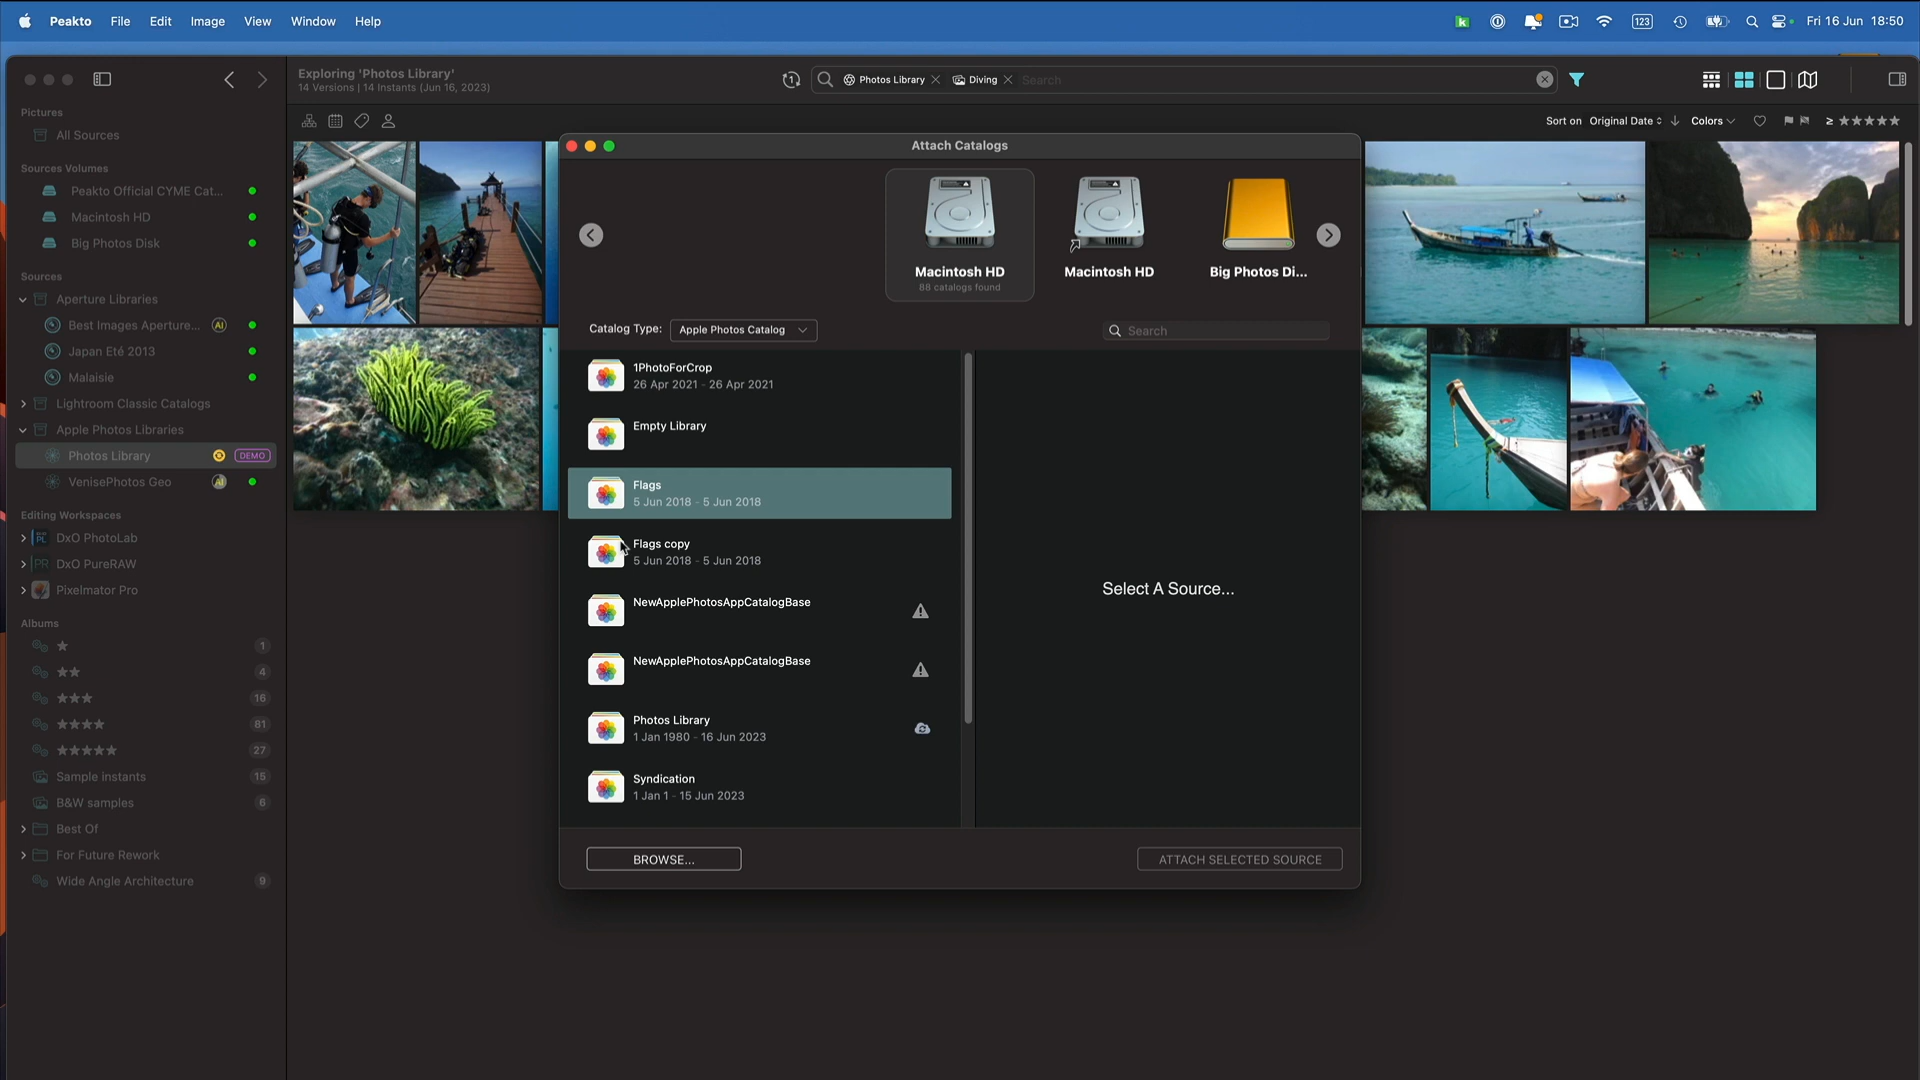 Peakto File Edit Image View Window Help
123 Fri 16 Jun 18:50
Exploring 'Photos Library'
14 Versions | 14 Instants (Jun 16, 2023)
Photos Library Diving Search
Sort on Original Date Colors
Pictures
All Sources
Sources Volumes
Peakto Official CYME Cat...
Macintosh HD
Big Photos Disk
Sources
Aperture Libraries
Best Images Aperture... AI
Japan Eté 2013
Malaisie
Lightroom Classic Catalogs
Apple Photos Libraries
Photos Library DEMO
VenisePhotos Geo AI
Editing Workspaces
PL DxO PhotoLab
PR DxO PureRAW
Pixelmator Pro
Albums
★ 1
★★ 4
★★★ 16
★★★★ 81
★★★★★ 27
Sample instants 15
B&W samples 6
Best Of
For Future Rework
Wide Angle Architecture 9
Attach Catalogs
Macintosh HD
88 catalogs found
Macintosh HD
Big Photos Di...
Catalog Type: Apple Photos Catalog
Search
1PhotoForCrop
26 Apr 2021 - 26 Apr 2021
Empty Library
Flags
5 Jun 2018 - 5 Jun 2018
Flags copy
5 Jun 2018 - 5 Jun 2018
NewApplePhotosAppCatalogBase
NewApplePhotosAppCatalogBase
Photos Library
1 Jan 1980 - 16 Jun 2023
Syndication
1 Jan 1 - 15 Jun 2023
Select A Source...
BROWSE...
ATTACH SELECTED SOURCE